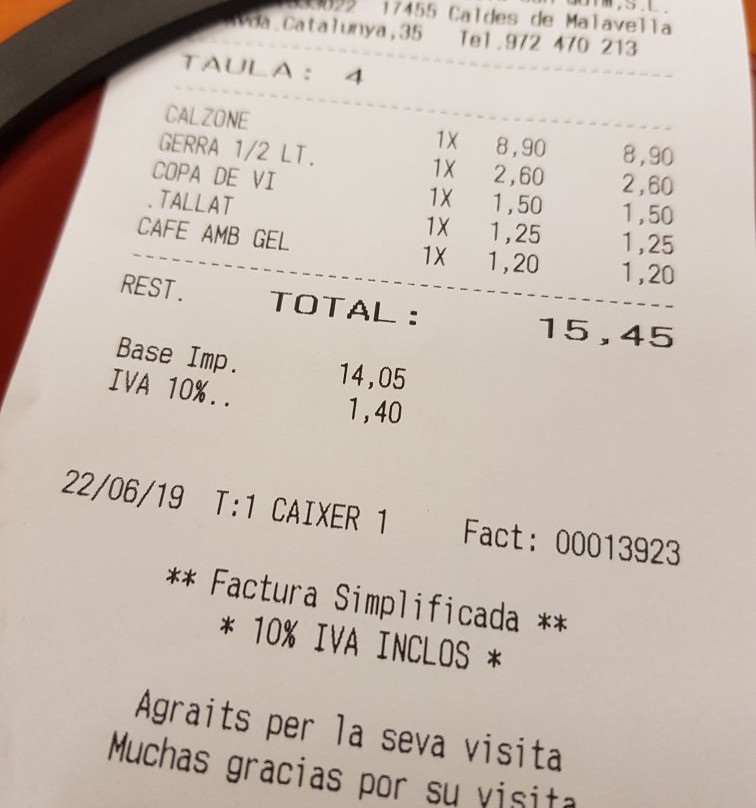 17455 Caldes de Malavella
Avda.Catalunya,35 Tel.972 470 213
TAULA: 4
CALZONE 1X 8,90 8,90
GERRA 1/2 LT. 1X 2,60 2,60
COPA DE VI 1X 1,50 1,50
.TALLAT 1X 1,25 1,25
CAFE AMB GEL 1X 1,20 1,20
REST. TOTAL: 15,45
Base Imp. 14,05
IVA 10%.. 1,40
22/06/19 T:1 CAIXER 1 Fact: 00013923
** Factura Simplificada **
* 10% IVA INCLOS *
Agraits per la seva visita
Muchas gracias por su visita